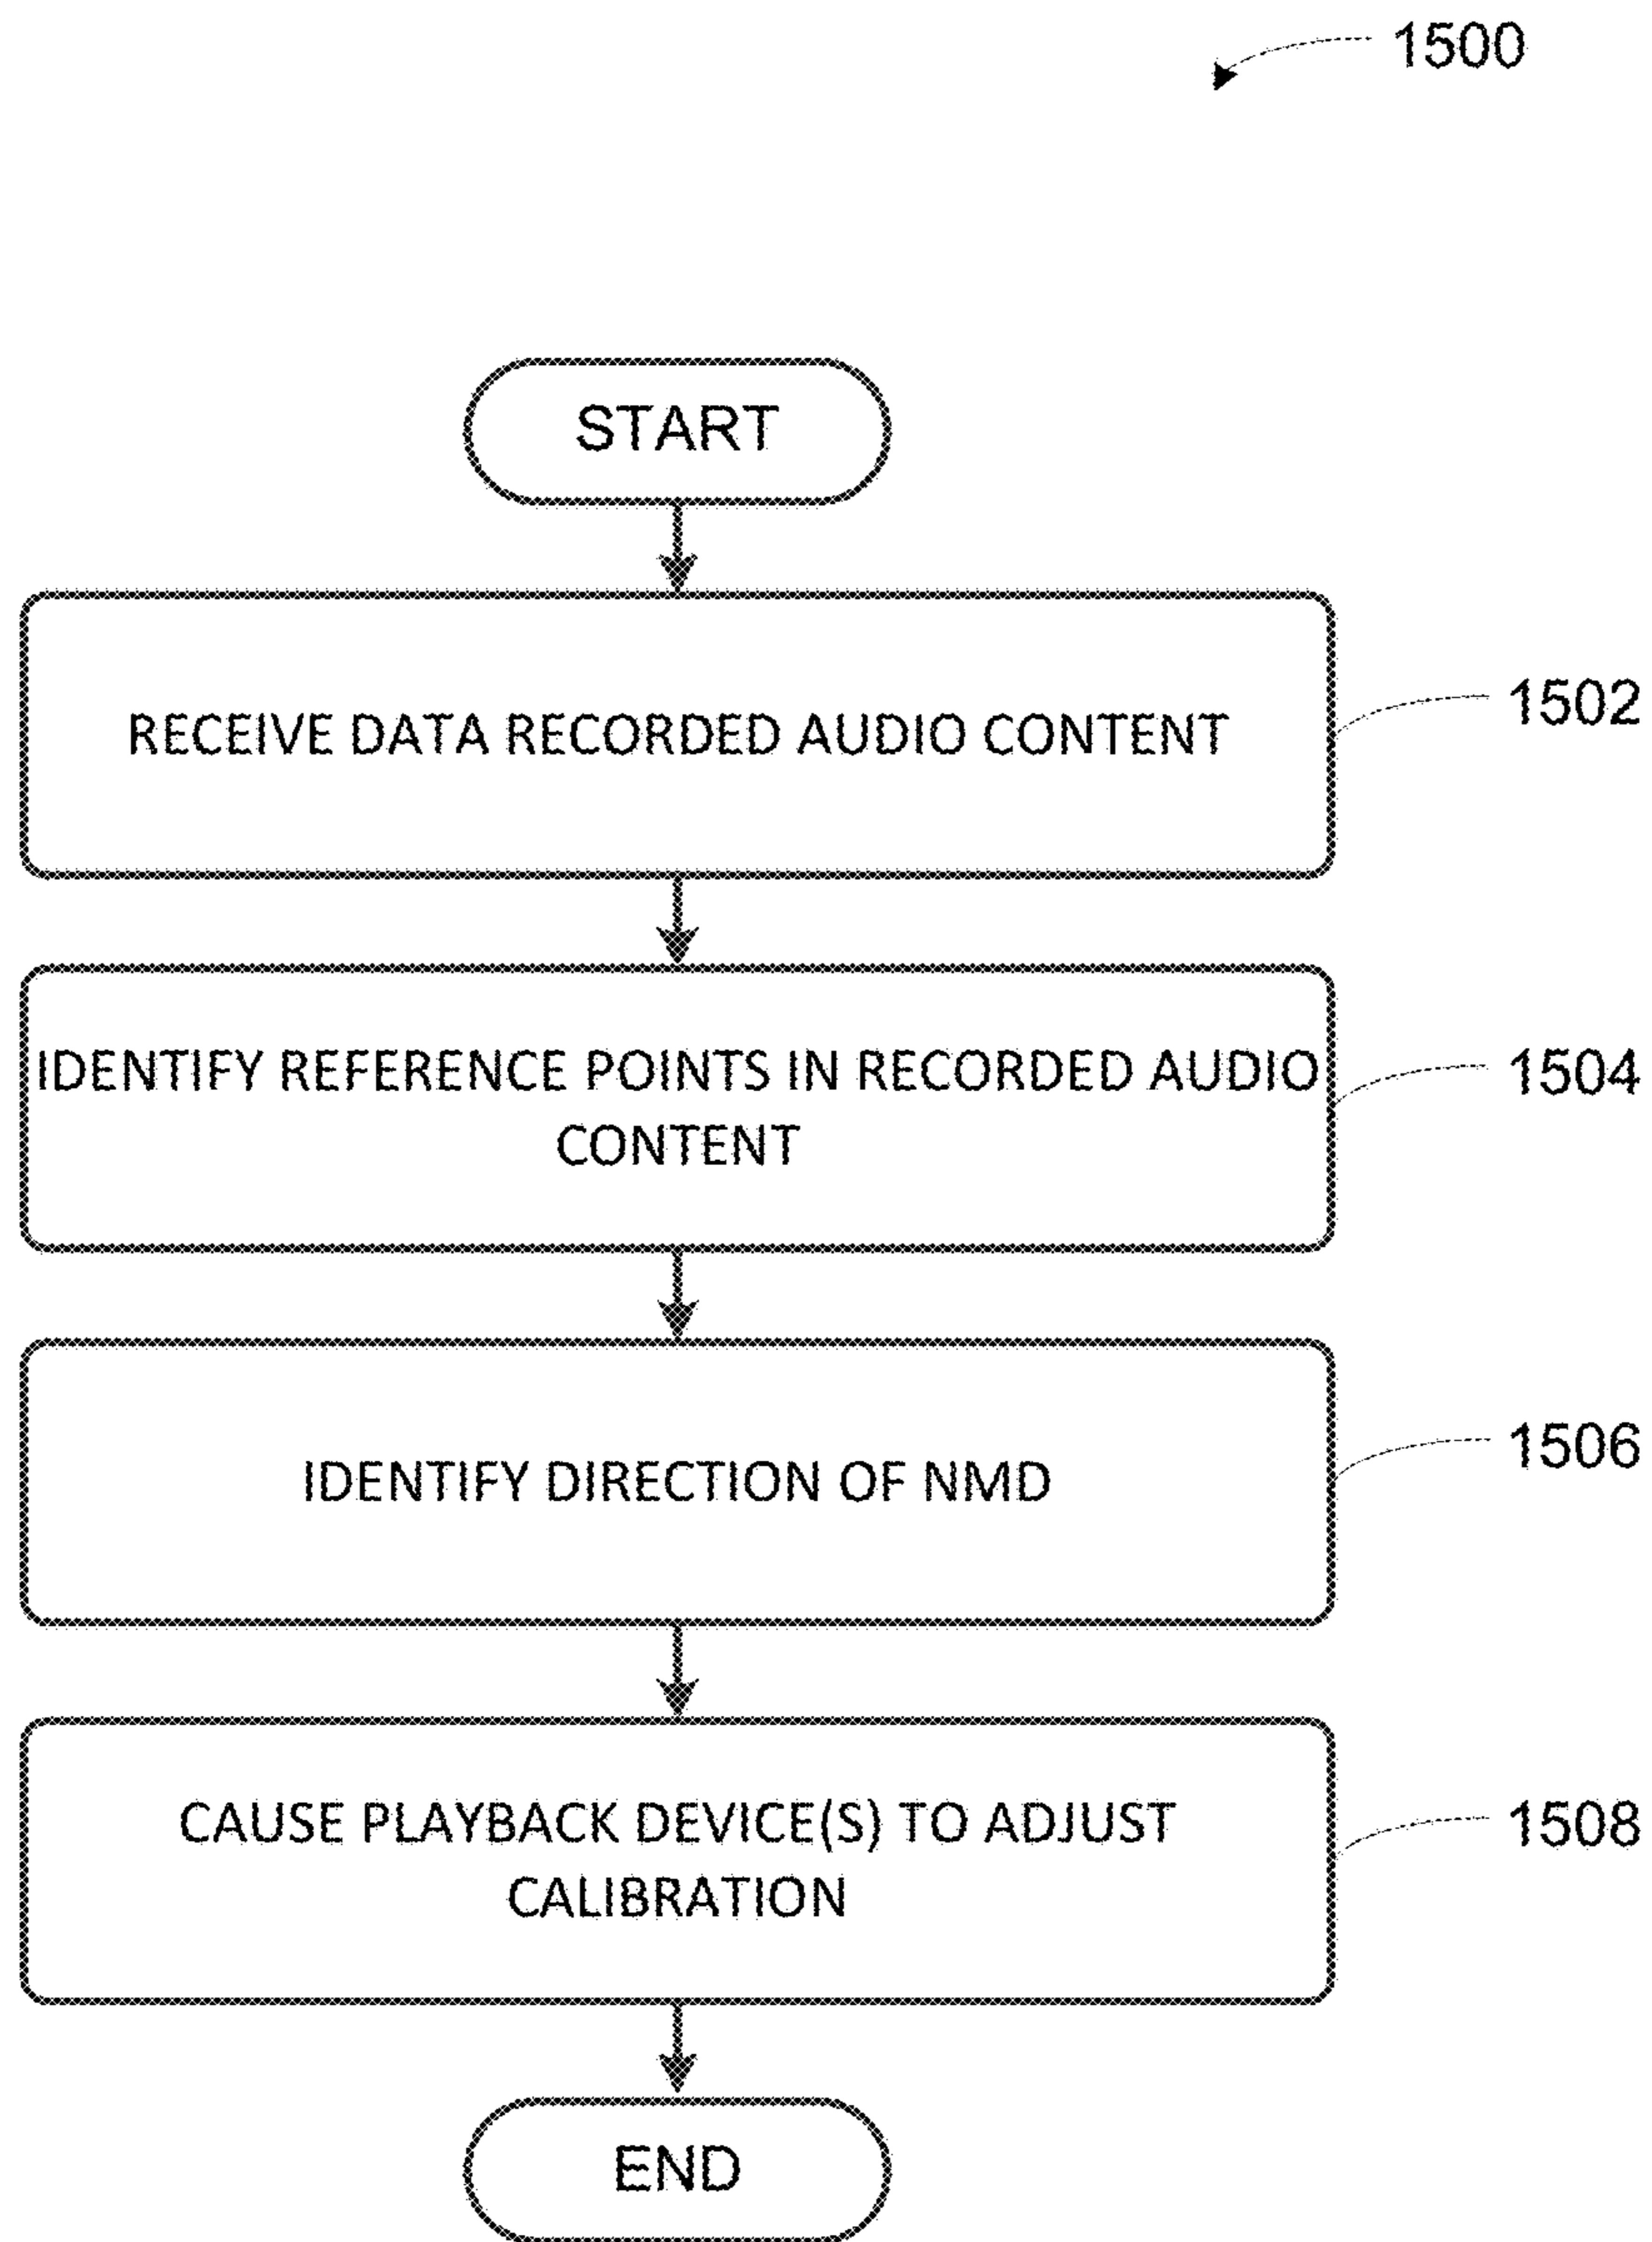 1500
START
RECEIVE DATA RECORDED AUDIO CONTENT
1502
IDENTIFY REFERENCE POINTS IN RECORDED AUDIO
CONTENT
1504
IDENTIFY DIRECTION OF NMD
1506
CAUSE PLAYBACK DEVICE(S) TO ADJUST
CALIBRATION
1508
END